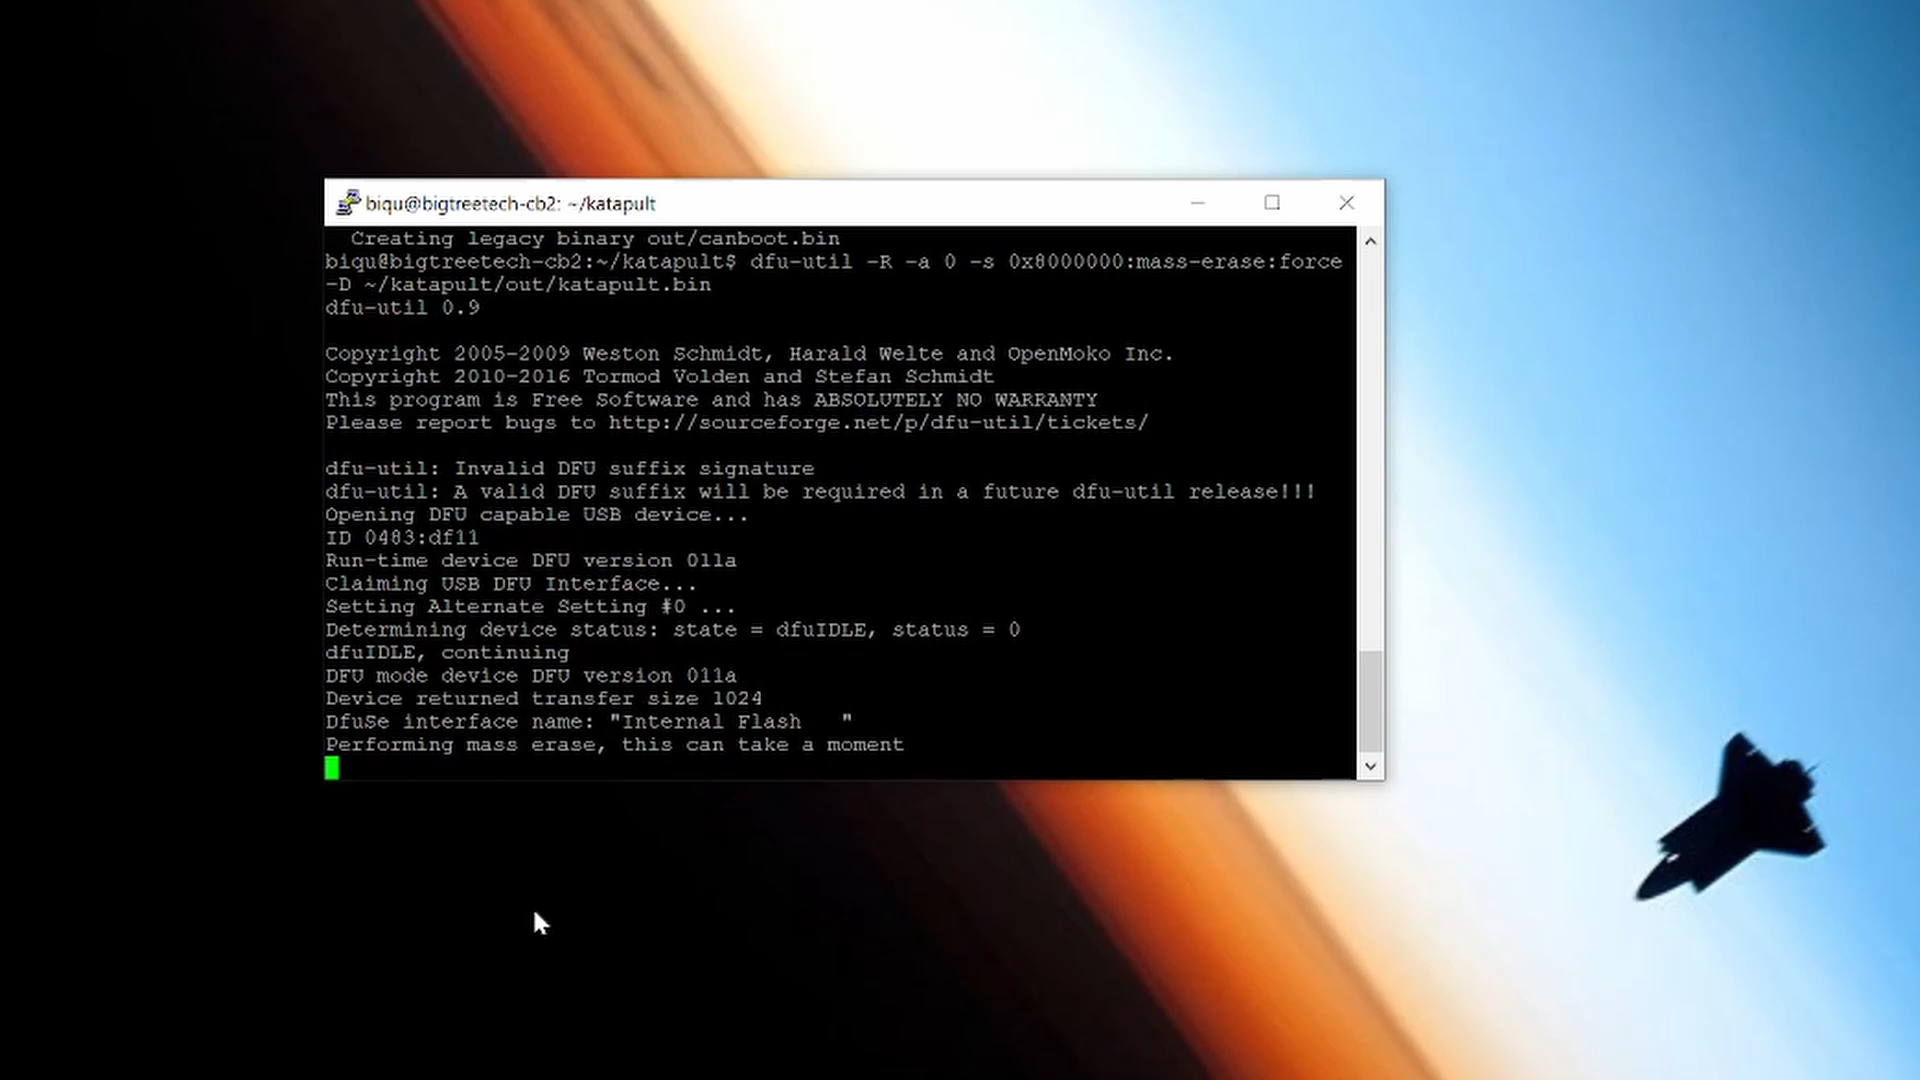 biqu@bigtreetech-cb2: ~/katapult
Creating legacy binary out/canboot.bin
biqu@bigtreetech-cb2:~/katapult$ dfu-util -R -a 0 -s 0x8000000:mass-erase:force
-D ~/katapult/out/katapult.bin
dfu-util 0.9
Copyright 2005-2009 Weston Schmidt, Harald Welte and OpenMoko Inc.
Copyright 2010-2016 Tormod Volden and Stefan Schmidt
This program is Free Software and has ABSOLUTELY NO WARRANTY
Please report bugs to http://sourceforge.net/p/dfu-util/tickets/
dfu-util: Invalid DFU suffix signature
dfu-util: A valid DFU suffix will be required in a future dfu-util release!!!
Opening DFU capable USB device...
ID 0483:df11
Run-time device DFU version 011a
Claiming USB DFU Interface...
Setting Alternate Setting #0 ...
Determining device status: state = dfuIDLE, status = 0
dfuIDLE, continuing
DFU mode device DFU version 011a
Device returned transfer size 1024
DfuSe interface name: "Internal Flash   "
Performing mass erase, this can take a moment